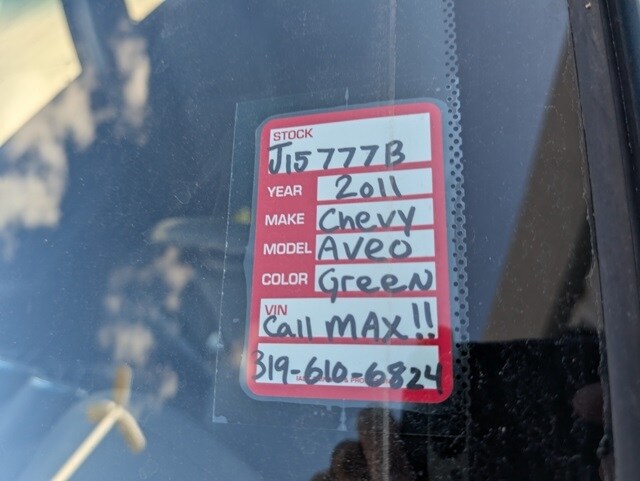 STOCK
J15777B
YEAR 2011
MAKE Chevy
MODEL Aveo
COLOR Green
VIN
Call MAX!!
319-610-6824